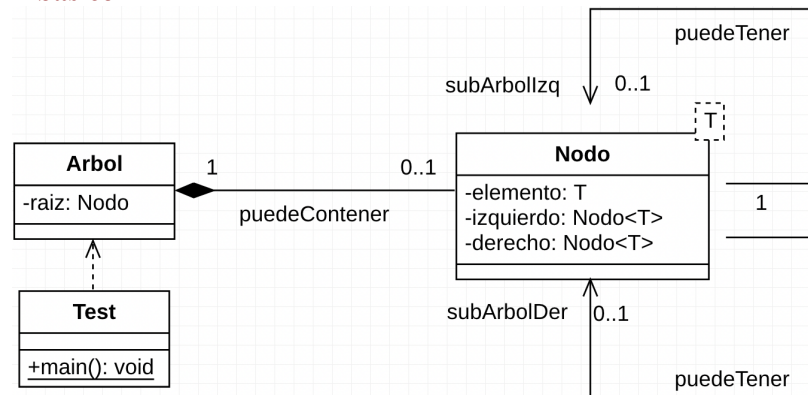 puedeTener
subArbolIzq
0..1
T
Arbol
-raiz: Nodo
1
0..1
puedeContener
Nodo
-elemento: T
-izquierdo: Nodo<T>
-derecho: Nodo<T>
1
Test
+main(): void
subArbolDer
0..1
puedeTener